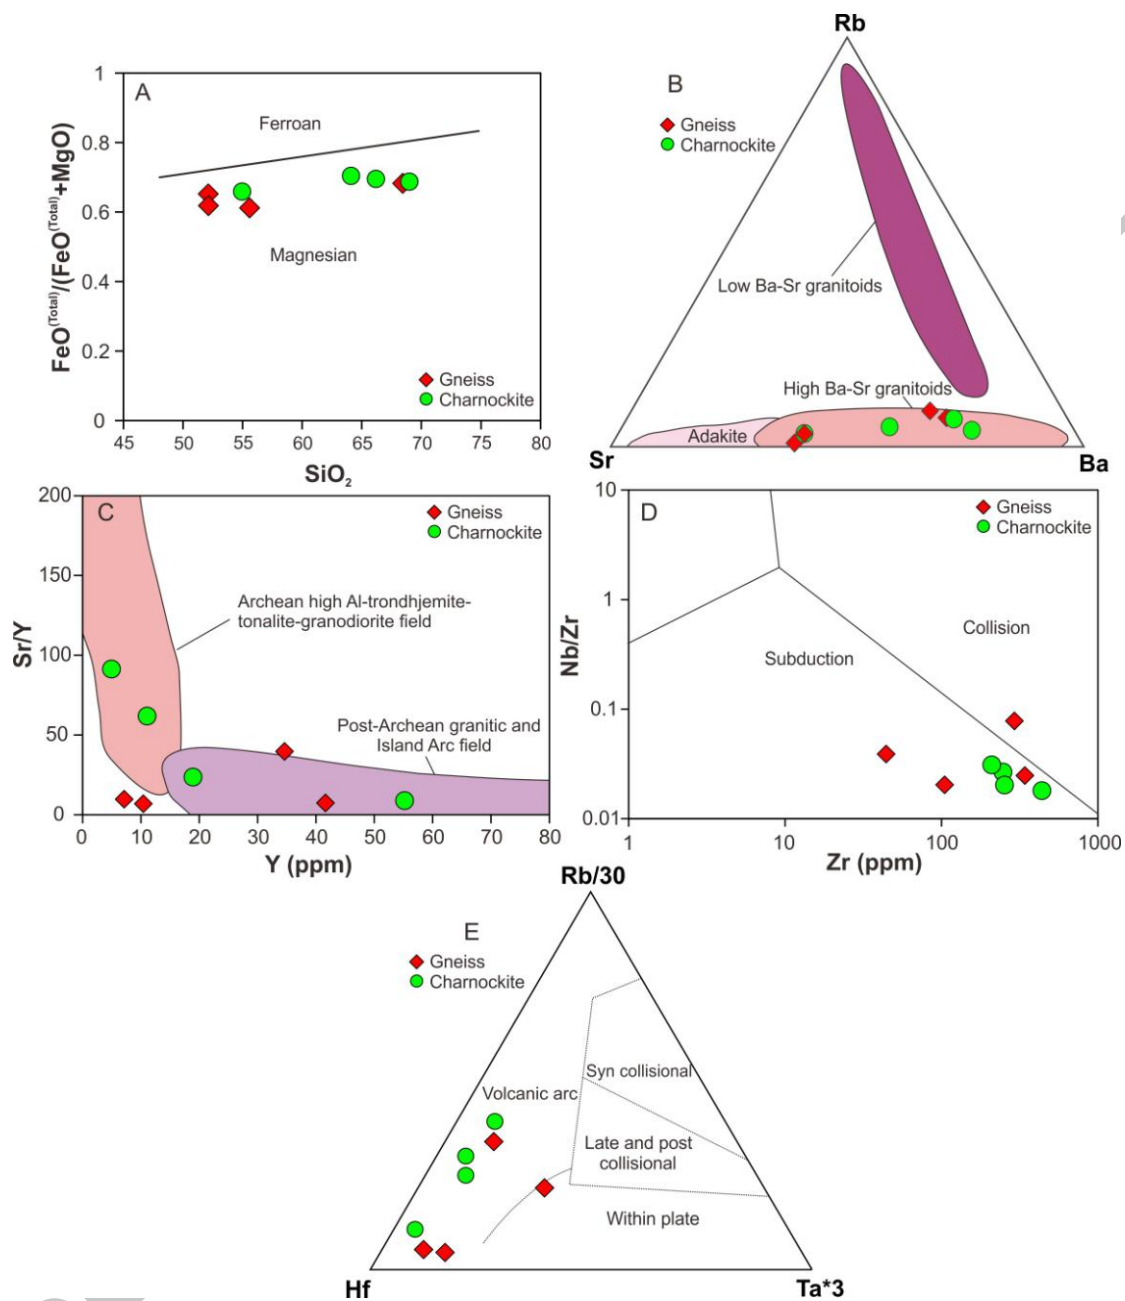 A
Ferroan
Magnesian
Gneiss
Charnockite
1
0.8
0.6
0.4
0.2
0
45 50 55 60 65 70 75 80
FeO(Total)/(FeO(Total)+MgO)
SiO2
Rb
B
Gneiss
Charnockite
Low Ba-Sr granitoids
High Ba-Sr granitoids
Adakite
Sr
Ba
C
Gneiss
Charnockite
Archean high Al-trondhjemite-
tonalite-granodiorite field
Post-Archean granitic and
Island Arc field
200
150
100
50
0
0 10 20 30 40 50 60 70 80
Sr/Y
Y (ppm)
D
Gneiss
Charnockite
Subduction
Collision
10
1
0.1
0.01
1 10 100 1000
Nb/Zr
Zr (ppm)
Rb/30
E
Gneiss
Charnockite
Syn collisional
Volcanic arc
Late and post
collisional
Within plate
Hf
Ta*3